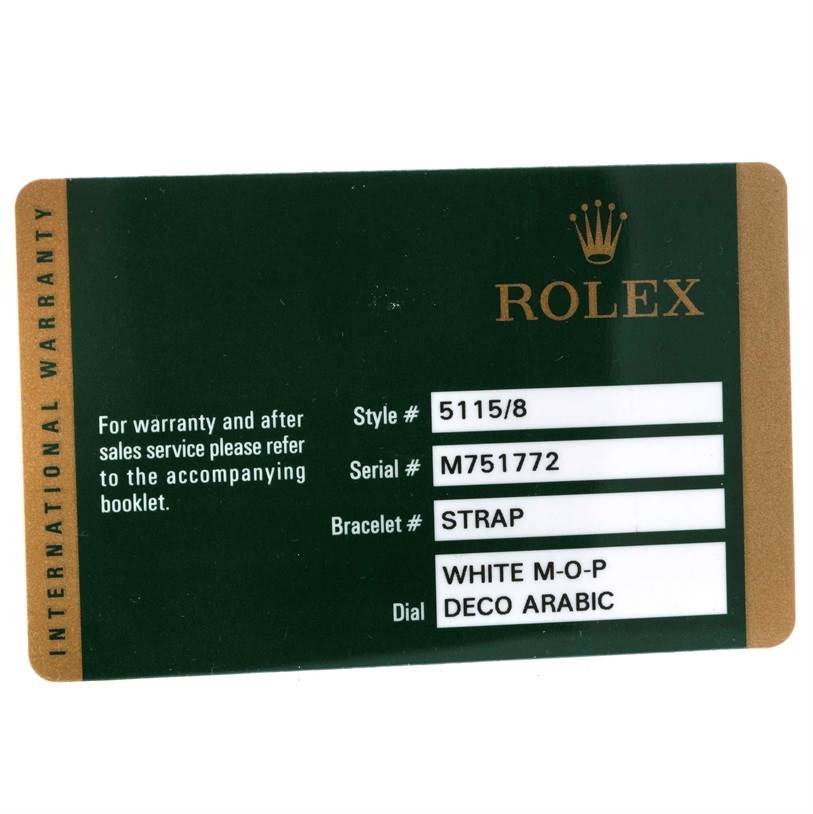 INTERNATIONAL WARRANTY
ROLEX
For warranty and after
sales service please refer
to the accompanying
booklet.
Style # 5115/8
Serial # M751772
Bracelet # STRAP
Dial WHITE M-O-P
DECO ARABIC